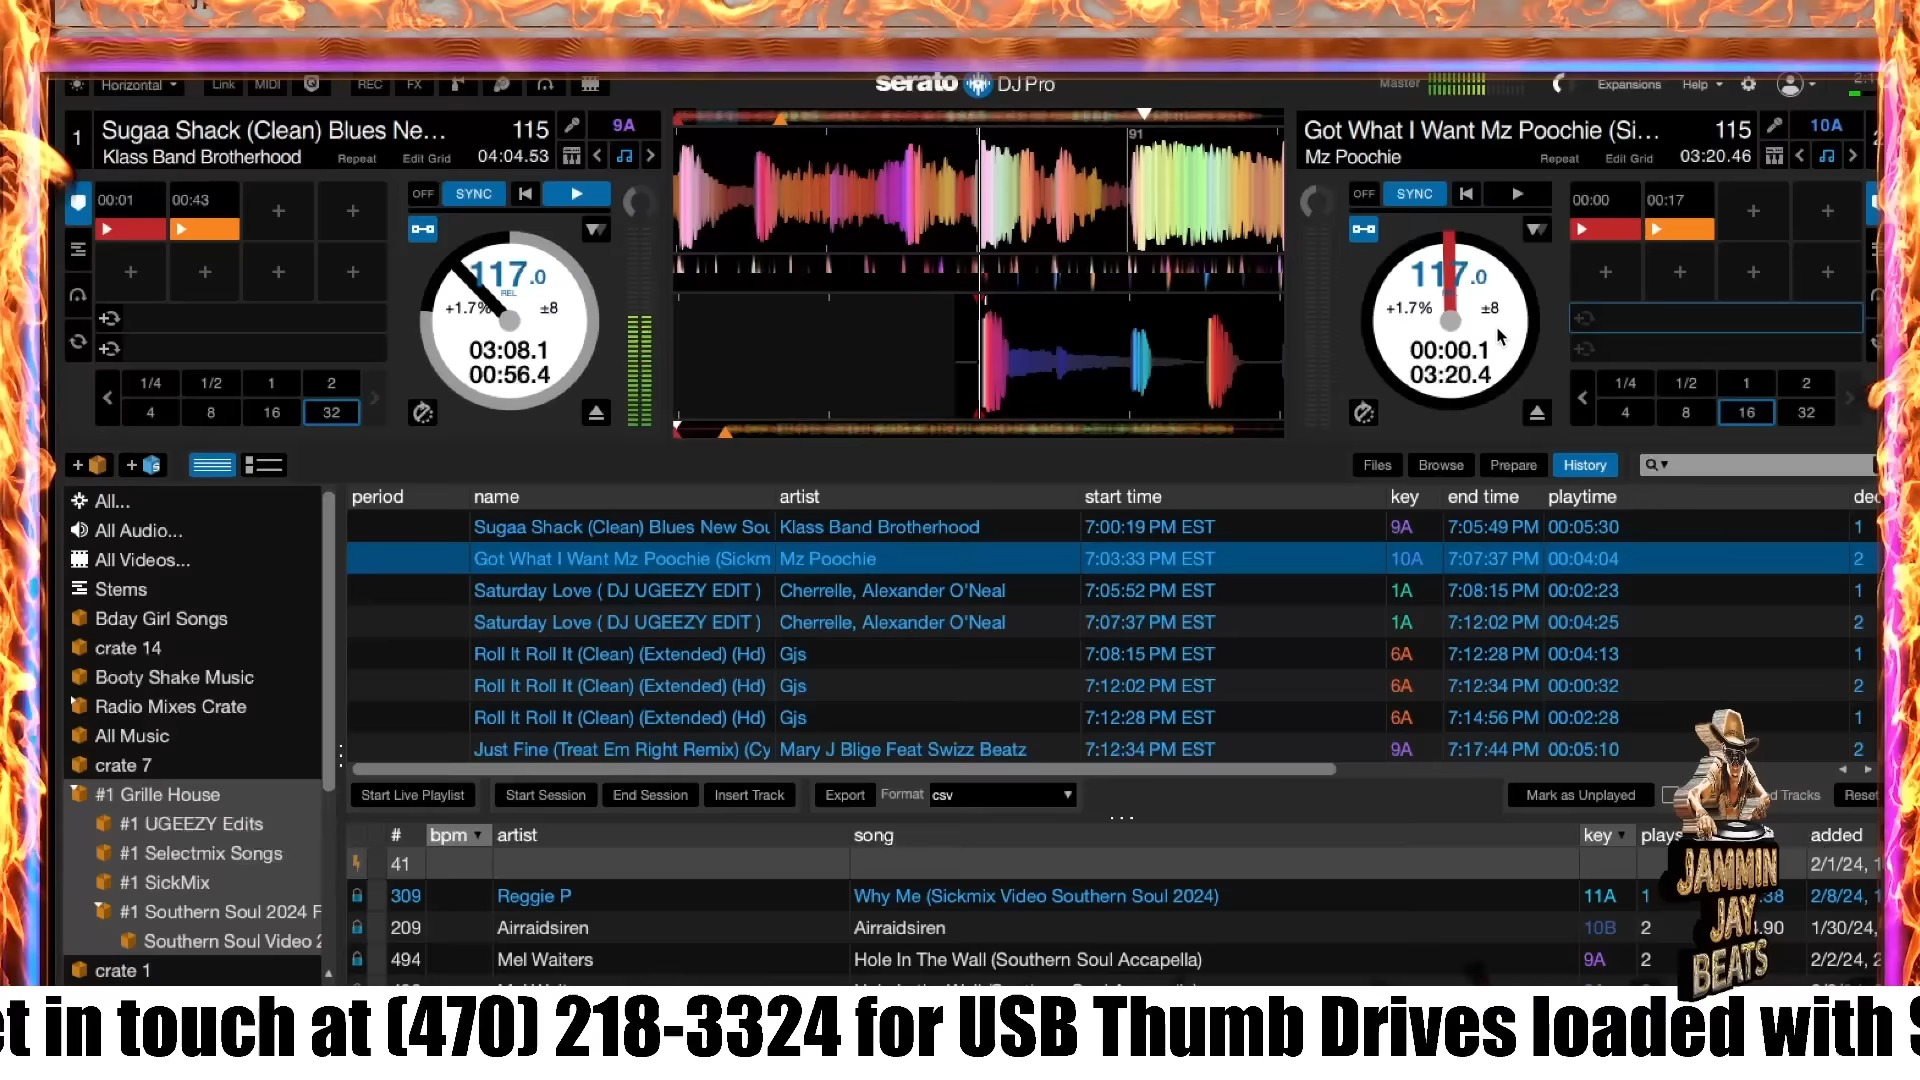 Horizontal
Link
MIDI
REC
FX
serato DJ Pro
Master
Expansions
Help
1
Sugaa Shack (Clean) Blues Ne...
115
9A
Klass Band Brotherhood
Repeat
Edit Grid
04:04.53
00:01
00:43
OFF
SYNC
117.0
REL
+1.7%
±8
03:08.1
00:56.4
1/4
1/2
1
2
4
8
16
32
91
Got What I Want Mz Poochie (Si...
115
10A
Mz Poochie
Repeat
Edit Grid
03:20.46
OFF
SYNC
117.0
+1.7%
±8
00:00.1
03:20.4
00:00
00:17
1/4
1/2
1
2
4
8
16
32
Files
Browse
Prepare
History
All...
All Audio...
All Videos...
Stems
Bday Girl Songs
crate 14
Booty Shake Music
Radio Mixes Crate
All Music
crate 7
#1 Grille House
#1 UGEEZY Edits
#1 Selectmix Songs
#1 SickMix
#1 Southern Soul 2024 F
Southern Soul Video 2
crate 1
period name artist start time key end time playtime dec
Sugaa Shack (Clean) Blues New Sou Klass Band Brotherhood 7:00:19 PM EST 9A 7:05:49 PM 00:05:30 1
Got What I Want Mz Poochie (Sickm Mz Poochie 7:03:33 PM EST 10A 7:07:37 PM 00:04:04 2
Saturday Love ( DJ UGEEZY EDIT ) Cherrelle, Alexander O'Neal 7:05:52 PM EST 1A 7:08:15 PM 00:02:23 1
Saturday Love ( DJ UGEEZY EDIT ) Cherrelle, Alexander O'Neal 7:07:37 PM EST 1A 7:12:02 PM 00:04:25 2
Roll It Roll It (Clean) (Extended) (Hd) Gjs 7:08:15 PM EST 6A 7:12:28 PM 00:04:13 1
Roll It Roll It (Clean) (Extended) (Hd) Gjs 7:12:02 PM EST 6A 7:12:34 PM 00:00:32 2
Roll It Roll It (Clean) (Extended) (Hd) Gjs 7:12:28 PM EST 6A 7:14:56 PM 00:02:28 1
Just Fine (Treat Em Right Remix) (Cy Mary J Blige Feat Swizz Beatz 7:12:34 PM EST 9A 7:17:44 PM 00:05:10 2
Start Live Playlist Start Session End Session Insert Track Export Format csv Mark as Unplayed d Tracks Reset
# bpm artist song key plays added
41 2/1/24, 1
309 Reggie P Why Me (Sickmix Video Southern Soul 2024) 11A 1 .38 2/8/24, 1
209 Airraidsiren Airraidsiren 10B 2 .90 1/30/24,
494 Mel Waiters Hole In The Wall (Southern Soul Accapella) 9A 2 2/2/24, 2
JAMMIN
JAY
BEATS
et in touch at (470) 218-3324 for USB Thumb Drives loaded with S